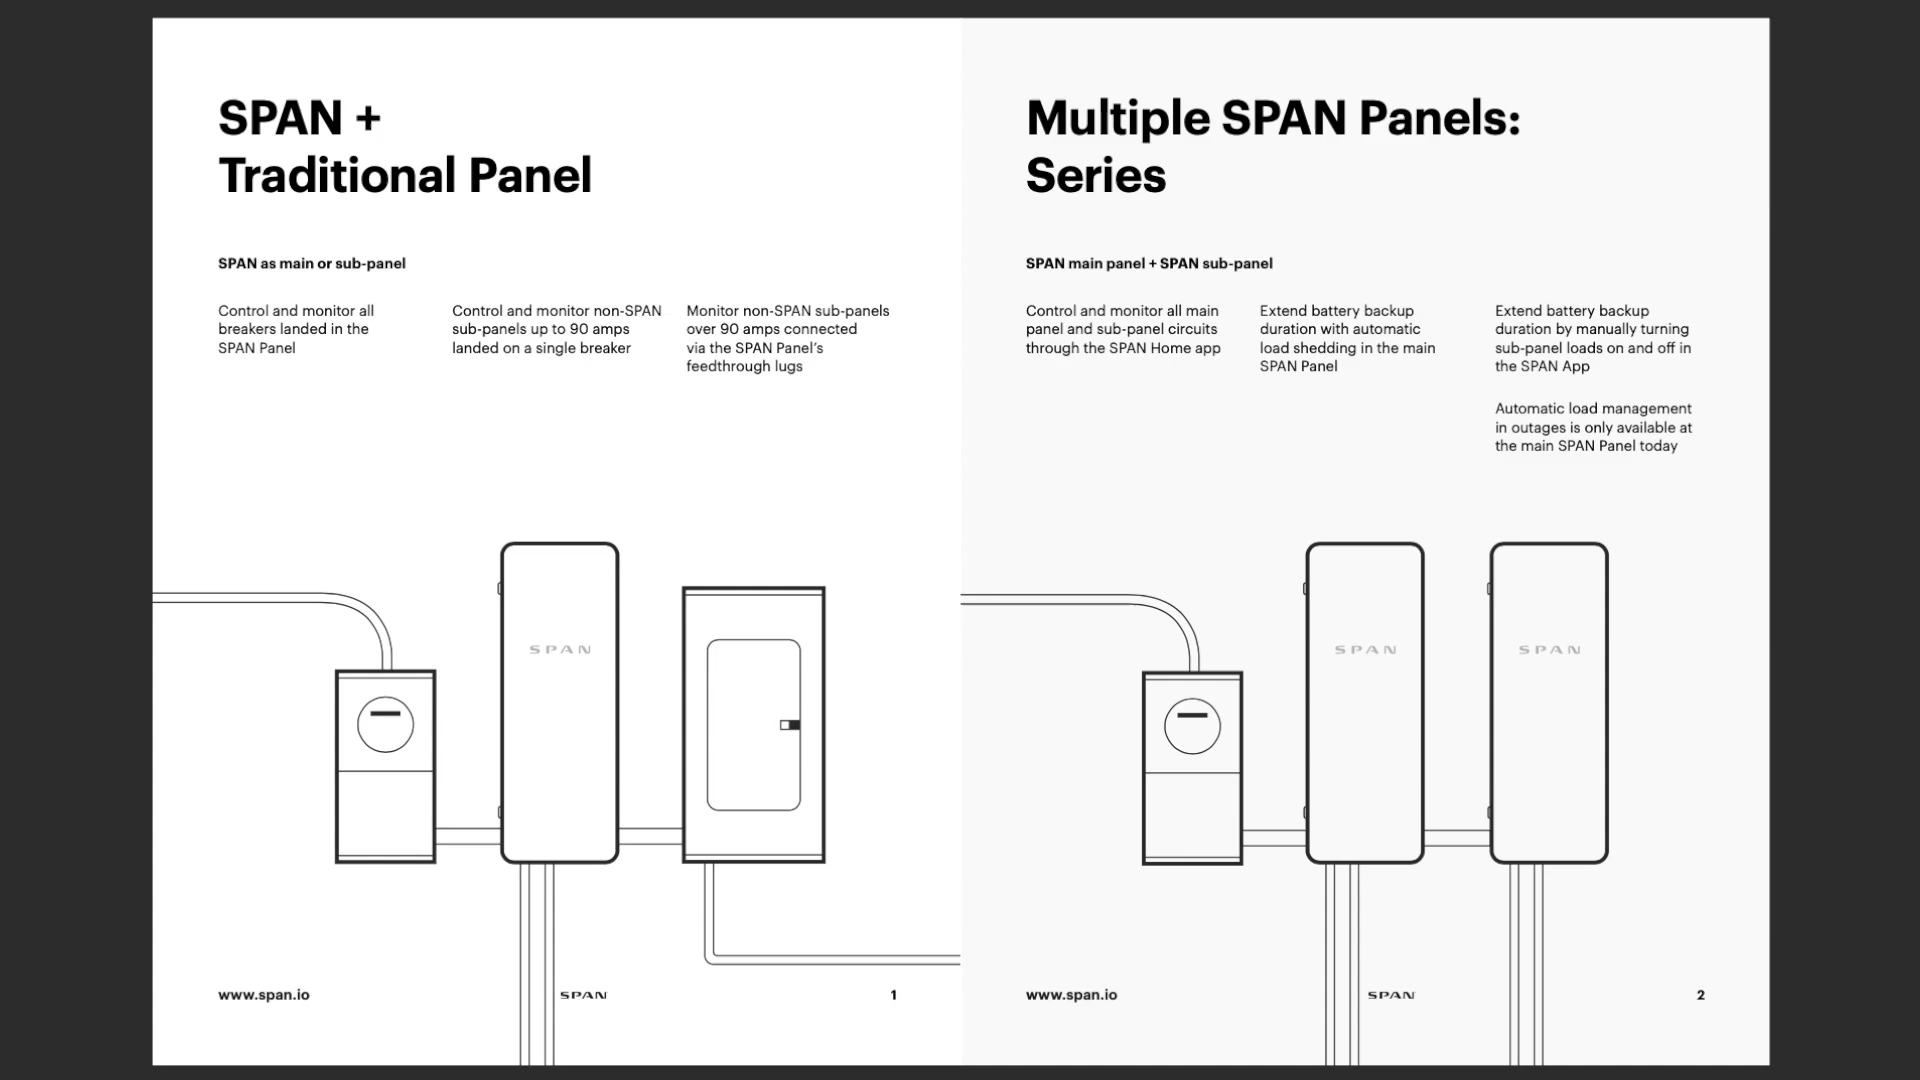 SPAN +
Traditional Panel
SPAN as main or sub-panel
Control and monitor all
breakers landed in the
SPAN Panel
Control and monitor non-SPAN
sub-panels up to 90 amps
landed on a single breaker
Monitor non-SPAN sub-panels
over 90 amps connected
via the SPAN Panel’s
feedthrough lugs
SPAN
www.span.io
SPAN
1
Multiple SPAN Panels:
Series
SPAN main panel + SPAN sub-panel
Control and monitor all main
panel and sub-panel circuits
through the SPAN Home app
Extend battery backup
duration with automatic
load shedding in the main
SPAN Panel
Extend battery backup
duration by manually turning
sub-panel loads on and off in
the SPAN App
Automatic load management
in outages is only available at
the main SPAN Panel today
SPAN
SPAN
www.span.io
SPAN
2